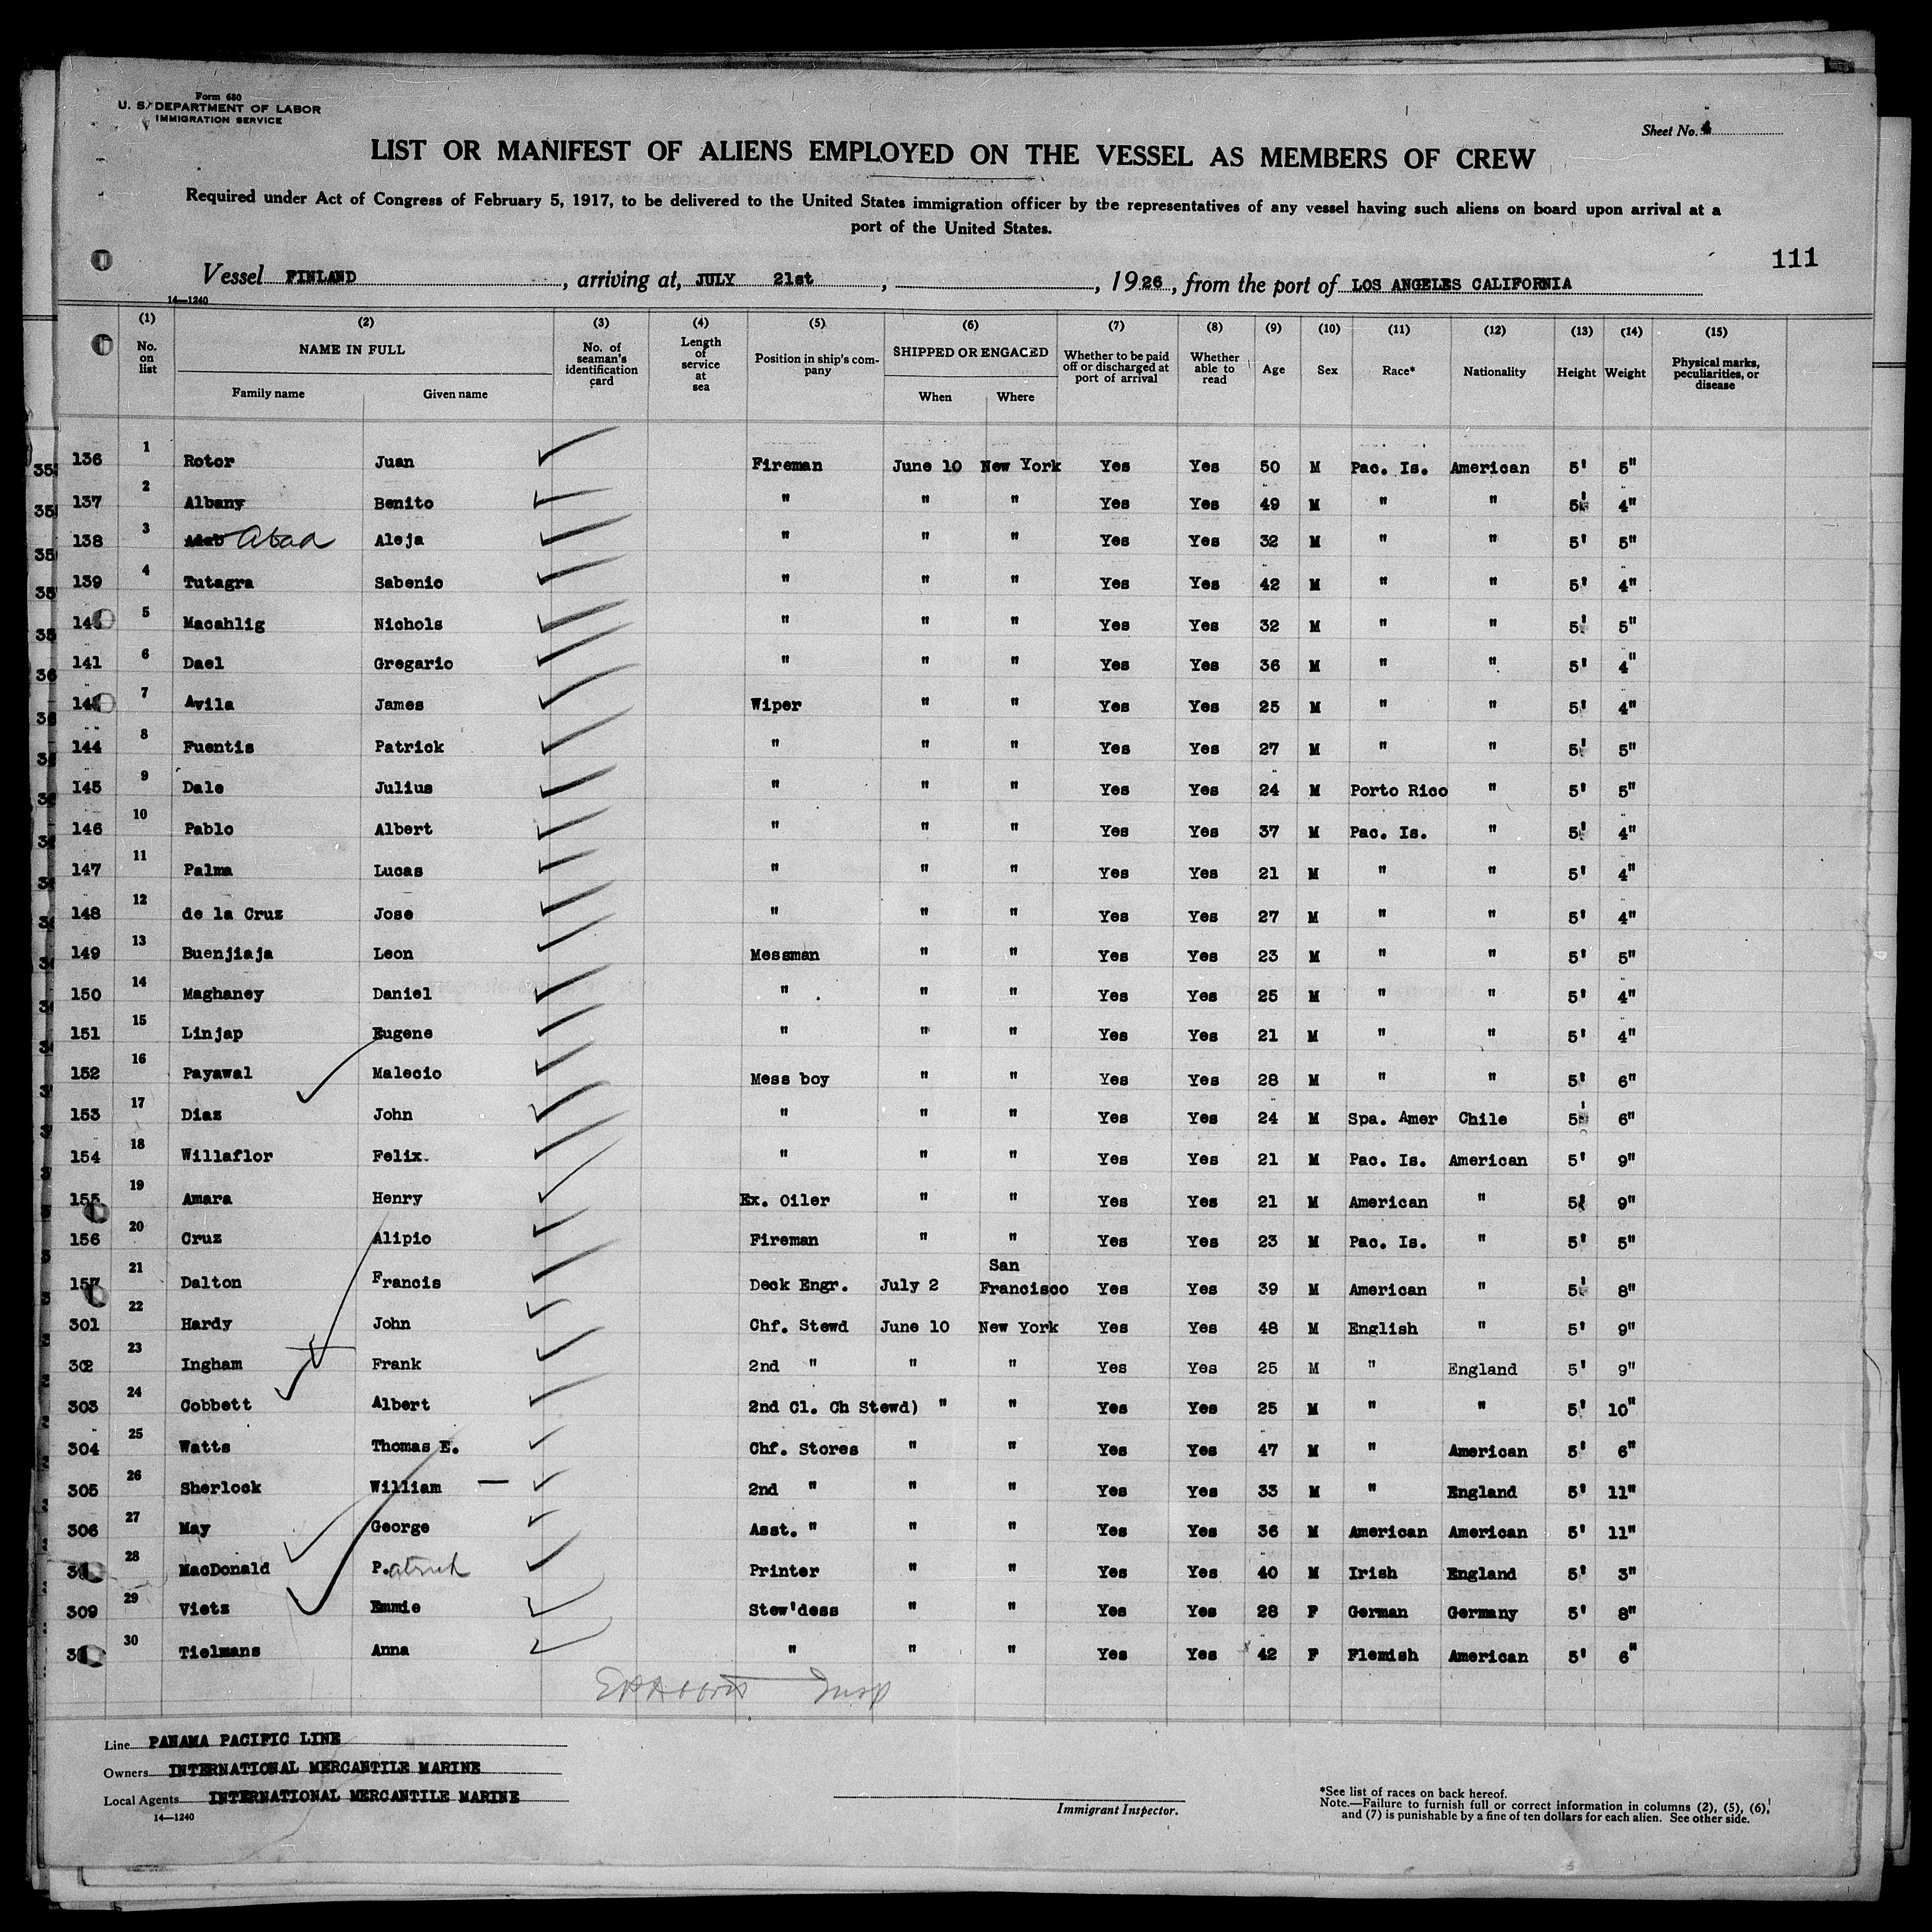 Form 680
U. S. DEPARTMENT OF LABOR
IMMIGRATION SERVICE
Sheet No. 4
LIST OR MANIFEST OF ALIENS EMPLOYED ON THE VESSEL AS MEMBERS OF CREW
Required under Act of Congress of February 5, 1917, to be delivered to the United States immigration officer by the representatives of any vessel having such aliens on board upon arrival at a
port of the United States.
111
Vessel FINLAND, arriving at, JULY 21st, 1926, from the port of LOS ANGELES CALIFORNIA
14—1240
(1) (2) (3) (4) (5) (6) (7) (8) (9) (10) (11) (12) (13) (14) (15)
No. on list NAME IN FULL Family name Given name No. of seaman's identification card Length of service at sea Position in ship's company SHIPPED OR ENGAGED When Where Whether to be paid off or discharged at port of arrival Whether able to read Age Sex Race* Nationality Height Weight Physical marks, peculiarities, or disease
136 1 Rotor Juan Fireman June 10 New York Yes Yes 50 M Pac. Is. American 5' 5"
137 2 Albany Benito " " " Yes Yes 49 M " " 5' 4"
138 3 Abad Aleja " " " Yes Yes 32 M " " 5' 5"
139 4 Tutagra Sabenio " " " Yes Yes 42 M " " 5' 4"
5 Macahlig Nichols " " " Yes Yes 32 M " " 5' 5"
141 6 Dael Gregario " " " Yes Yes 36 M " " 5' 4"
7 Avila James Wiper " " Yes Yes 25 M " " 5' 4"
144 8 Fuentis Patrick " " " Yes Yes 27 M " " 5' 5"
145 9 Dale Julius " " " Yes Yes 24 M Porto Rico " 5' 5"
146 10 Pablo Albert " " " Yes Yes 37 M Pac. Is. " 5' 4"
147 11 Palma Lucas " " " Yes Yes 21 M " " 5' 4"
148 12 de la Cruz Jose " " " Yes Yes 27 M " " 5' 4"
149 13 Buenjiaja Leon Messman " " Yes Yes 23 M " " 5' 5"
150 14 Maghaney Daniel " " " Yes Yes 25 M " " 5' 4"
151 15 Linjap Eugene " " " Yes Yes 21 M " " 5' 4"
152 16 Payawal Malecio Mess boy " " Yes Yes 28 M " " 5' 6"
153 17 Diaz John " " " Yes Yes 24 M Spa. Amer Chile 5' 6"
154 18 Willaflor Felix " " " Yes Yes 21 M Pac. Is. American 5' 9"
155 19 Amara Henry Ex. Oiler " " Yes Yes 21 M American " 5' 9"
156 20 Cruz Alipio Fireman " " Yes Yes 23 M Pac. Is. " 5' 5"
157 21 Dalton Francis Deck Engr. July 2 San Francisco Yes Yes 39 M American " 5' 8"
301 22 Hardy John Chf. Stewd June 10 New York Yes Yes 48 M English " 5' 9"
302 23 Ingham Frank 2nd " " " Yes Yes 25 M " England 5' 9"
303 24 Cobbett Albert 2nd Cl. Ch Stewd) " " Yes Yes 25 M " " 5' 10"
304 25 Watts Thomas E. Chf. Stores " " Yes Yes 47 M " American 5' 6"
305 26 Sherlock William — 2nd " " " Yes Yes 33 M " England 5' 11"
306 27 May George Asst. " " " Yes Yes 36 M American American 5' 11"
28 MacDonald P.atrick Printer " " Yes Yes 40 M Irish England 5' 3"
309 29 Vietz Emmie Stew'dess " " Yes Yes 28 F German Germany 5' 8"
30 Tielmans Anna " " " Yes Yes 42 F Flemish American 5' 6"
Insp
Line PANAMA PACIFIC LINE
Owners INTERNATIONAL MERCANTILE MARINE
Local Agents INTERNATIONAL MERCANTILE MARINE
14—1240
Immigrant Inspector.
*See list of races on back hereof.
Note.—Failure to furnish full or correct information in columns (2), (5), (6),
and (7) is punishable by a fine of ten dollars for each alien. See other side.